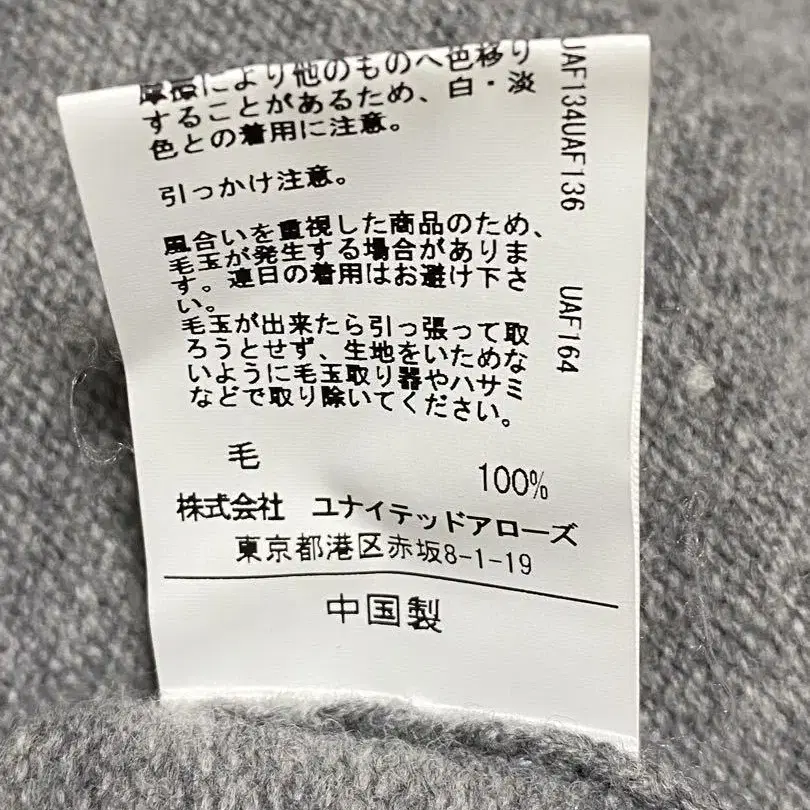 摩擦により他のものへ色移り
することがあるため、白・淡
色との着用に注意。
引っかけ注意。
風合いを重視した商品のため、
毛玉が発生する場合がありま
す。連日の着用はお避け下さ
い。
毛玉が出来たら引っ張って取
ろうとせず、生地をいためな
いように毛玉取り器やハサミ
などで取り除いてください。
毛 100%
株式会社 ユナイテッドアローズ
東京都港区赤坂8-1-19
中国製
UAF134UAF136 UAF164